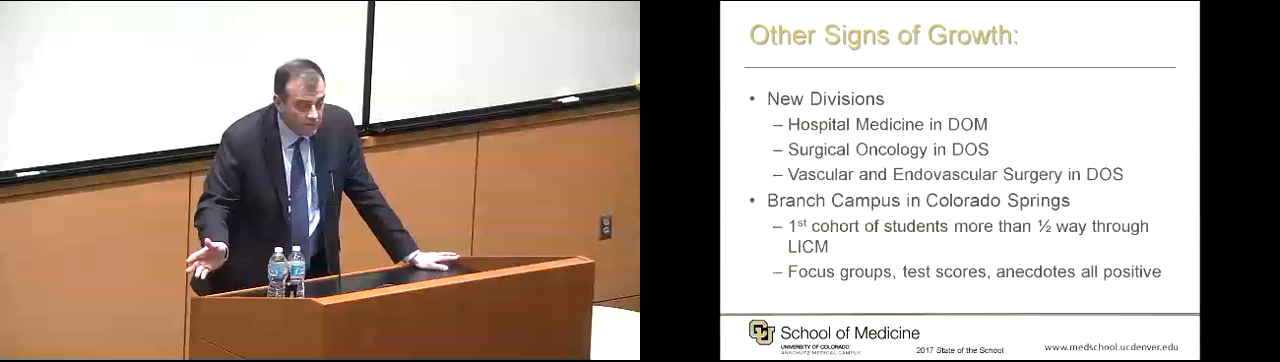 Other Signs of Growth:
• New Divisions
– Hospital Medicine in DOM
– Surgical Oncology in DOS
– Vascular and Endovascular Surgery in DOS
• Branch Campus in Colorado Springs
– 1st cohort of students more than ½ way through
LICM
– Focus groups, test scores, anecdotes all positive
CU School of Medicine
UNIVERSITY OF COLORADO
ANSCHUTZ MEDICAL CAMPUS
2017 State of the School
www.medschool.ucdenver.edu